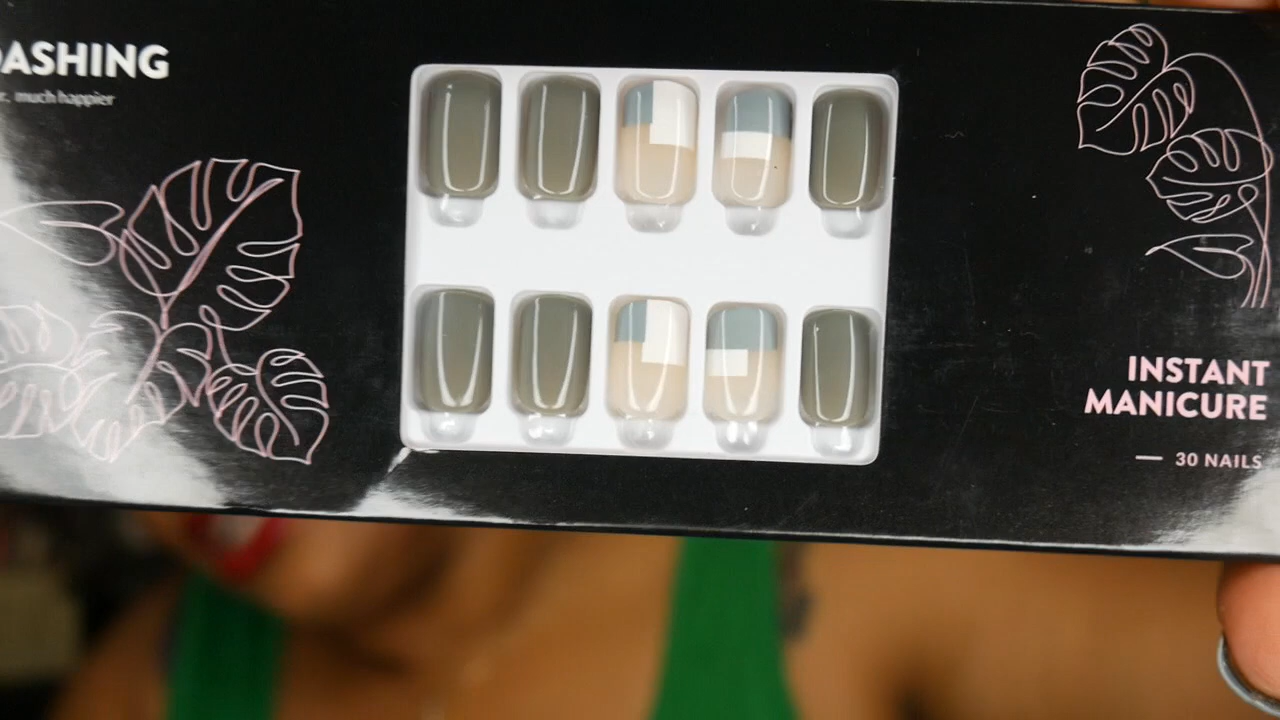 DASHING
r, much happier
INSTANT
MANICURE
— 30 NAILS